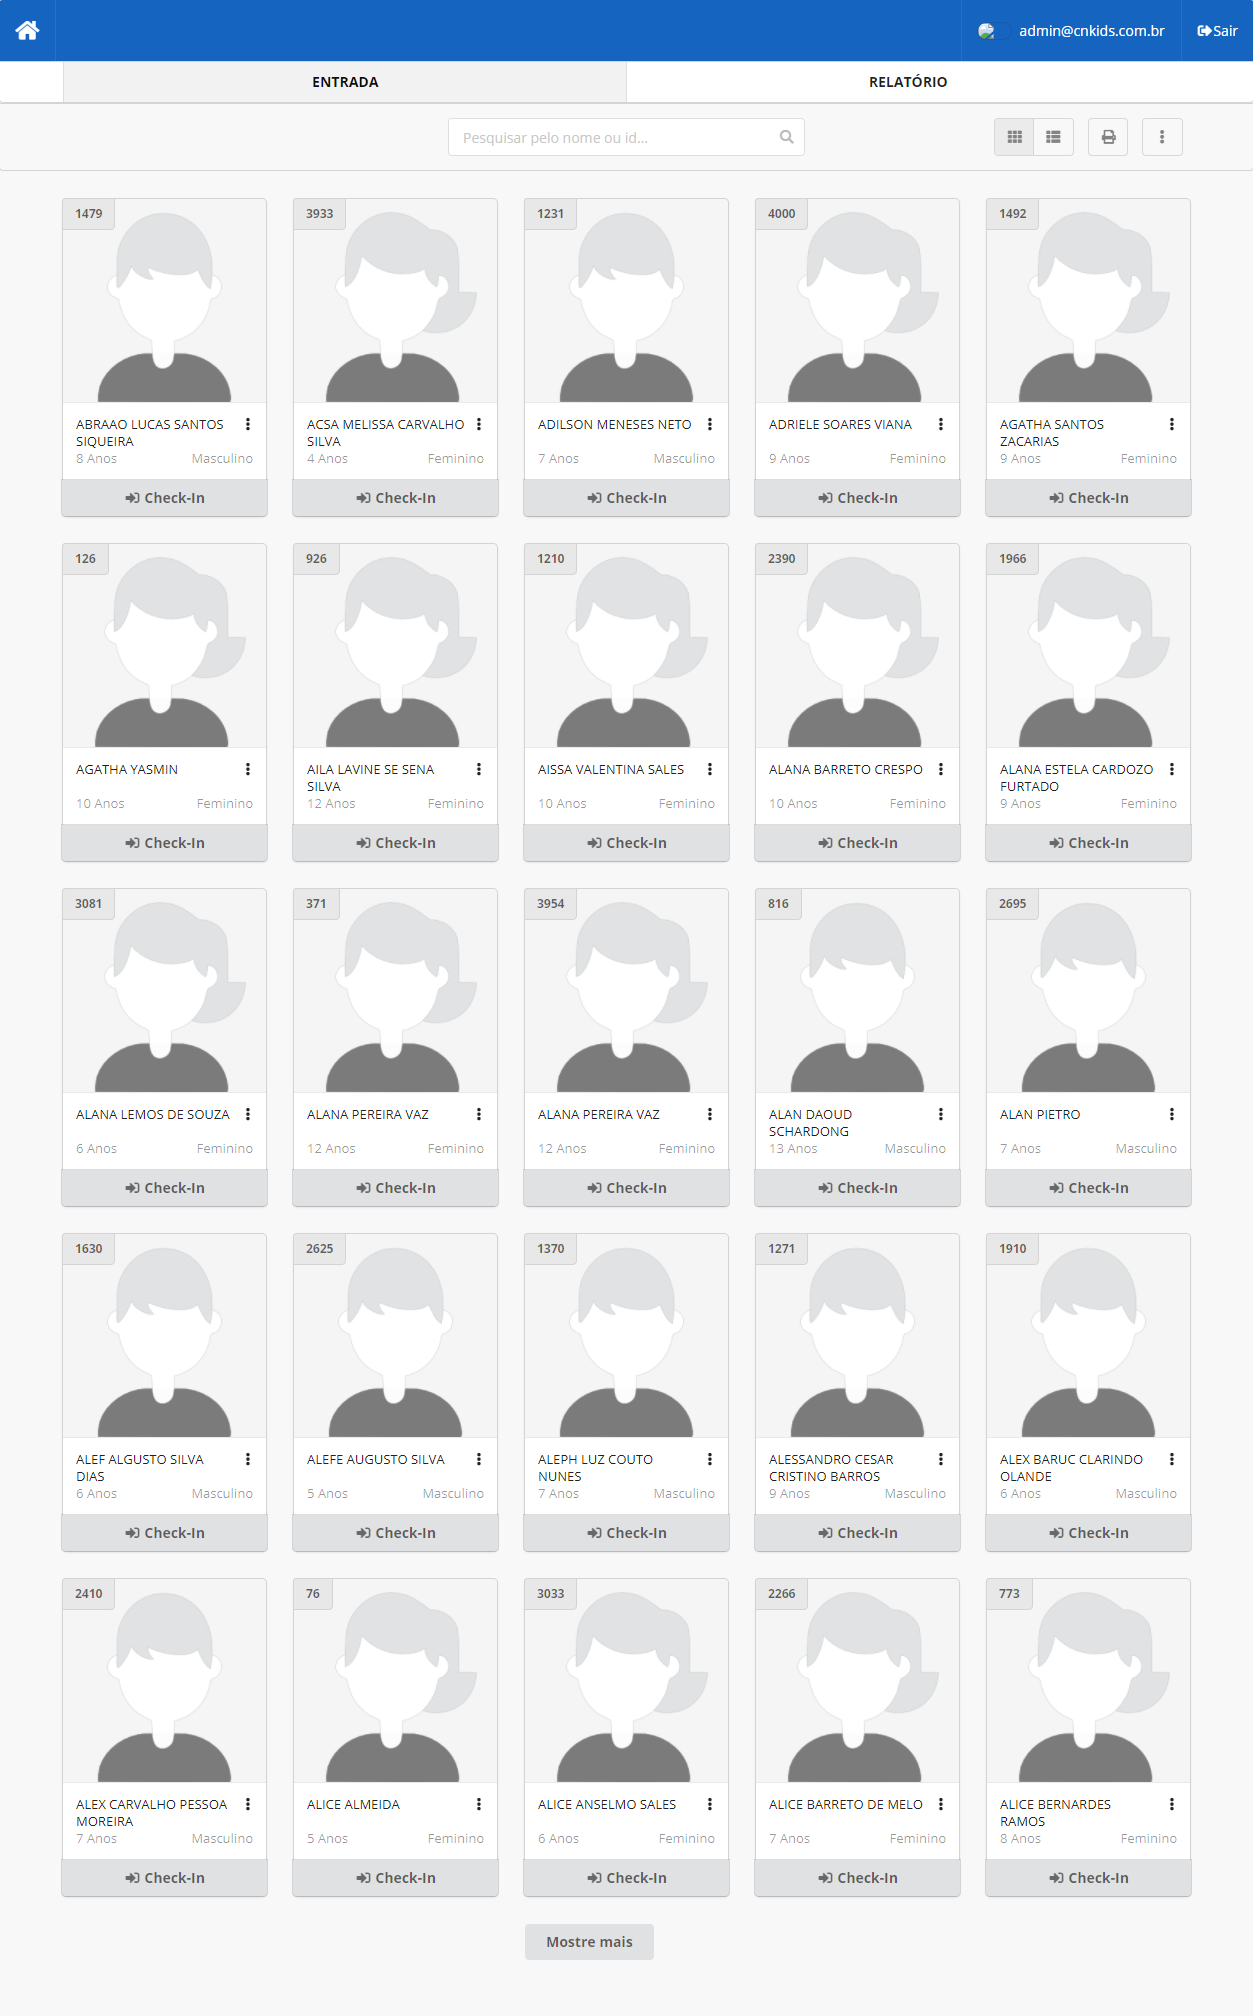 admin@cnkids.com.br Sair
ENTRADA RELATÓRIO
Pesquisar pelo nome ou id...
1479 3933 1231 4000 1492
ABRAAO LUCAS SANTOS ACSA MELISSA CARVALHO ADILSON MENESES NETO ADRIELE SOARES VIANA AGATHA SANTOS
SIQUEIRA SILVA ZACARIAS
8 Anos Masculino 4 Anos Feminino 7 Anos Masculino 9 Anos Feminino 9 Anos Feminino
Check-In Check-In Check-In Check-In Check-In
126 926 1210 2390 1966
AGATHA YASMIN AILA LAVINE SE SENA AISSA VALENTINA SALES ALANA BARRETO CRESPO ALANA ESTELA CARDOZO
SILVA FURTADO
10 Anos Feminino 12 Anos Feminino 10 Anos Feminino 10 Anos Feminino 9 Anos Feminino
Check-In Check-In Check-In Check-In Check-In
3081 371 3954 816 2695
ALANA LEMOS DE SOUZA ALANA PEREIRA VAZ ALANA PEREIRA VAZ ALAN DAOUD ALAN PIETRO
SCHARDONG
6 Anos Feminino 12 Anos Feminino 12 Anos Feminino 13 Anos Masculino 7 Anos Masculino
Check-In Check-In Check-In Check-In Check-In
1630 2625 1370 1271 1910
ALEF ALGUSTO SILVA ALEFE AUGUSTO SILVA ALEPH LUZ COUTO ALESSANDRO CESAR ALEX BARUC CLARINDO
DIAS NUNES CRISTINO BARROS OLANDE
6 Anos Masculino 5 Anos Masculino 7 Anos Masculino 9 Anos Masculino 6 Anos Masculino
Check-In Check-In Check-In Check-In Check-In
2410 76 3033 2266 773
ALEX CARVALHO PESSOA ALICE ALMEIDA ALICE ANSELMO SALES ALICE BARRETO DE MELO ALICE BERNARDES
MOREIRA RAMOS
7 Anos Masculino 5 Anos Feminino 6 Anos Feminino 7 Anos Feminino 8 Anos Feminino
Check-In Check-In Check-In Check-In Check-In
Mostre mais